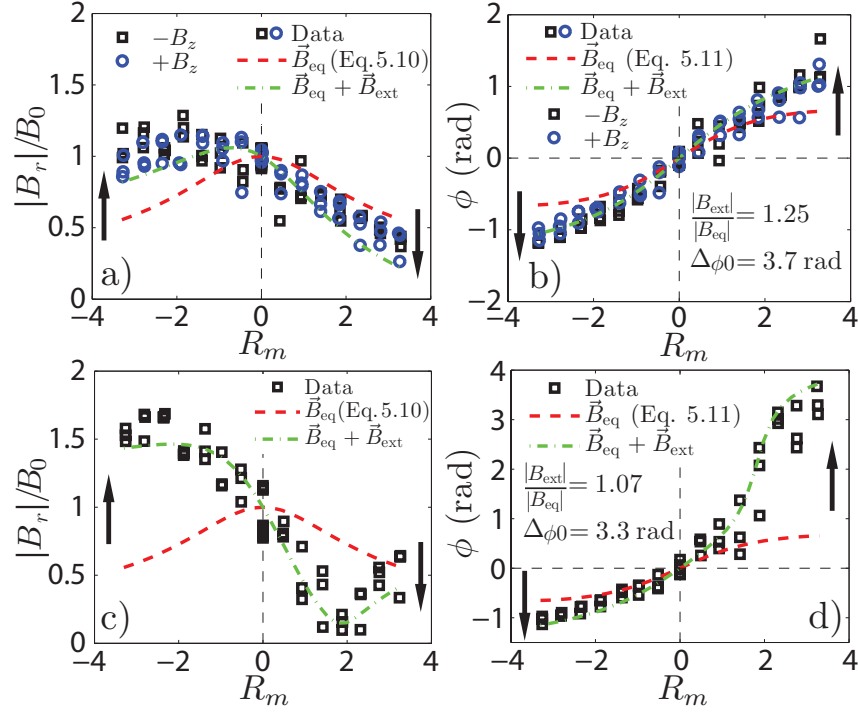 −B_z
+B_z
Data
B⃗_eq (Eq. 5.10)
B⃗_eq + B⃗_ext
|B_r|/B_0
2
1.5
1
0.5
0
a)
−4 −2 0 2 4
R_m
Data
B⃗_eq (Eq. 5.11)
B⃗_eq + B⃗_ext
−B_z
+B_z
|B_ext|/|B_eq| = 1.25
Δ_ϕ0 = 3.7 rad
ϕ (rad)
2
1
0
−1
−2
b)
−4 −2 0 2 4
R_m
Data
B⃗_eq (Eq. 5.10)
B⃗_eq + B⃗_ext
|B_r|/B_0
2
1.5
1
0.5
0
c)
−4 −2 0 2 4
R_m
Data
B⃗_eq (Eq. 5.11)
B⃗_eq + B⃗_ext
|B_ext|/|B_eq| = 1.07
Δ_ϕ0 = 3.3 rad
ϕ (rad)
4
3
2
1
0
−1
d)
−4 −2 0 2 4
R_m